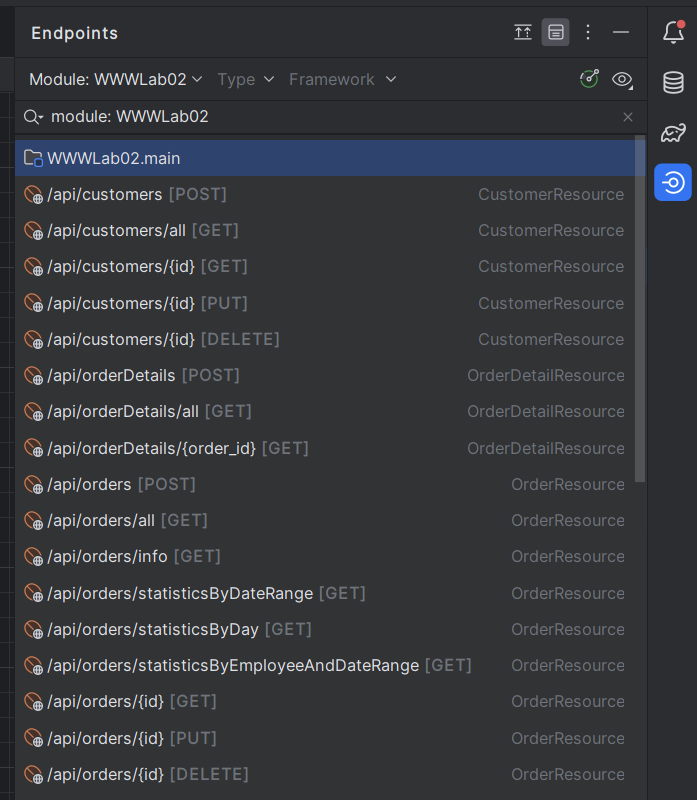 Endpoints
Module: WWWLab02 Type Framework
module: WWWLab02
WWWLab02.main
/api/customers [POST] CustomerResource
/api/customers/all [GET] CustomerResource
/api/customers/{id} [GET] CustomerResource
/api/customers/{id} [PUT] CustomerResource
/api/customers/{id} [DELETE] CustomerResource
/api/orderDetails [POST] OrderDetailResource
/api/orderDetails/all [GET] OrderDetailResource
/api/orderDetails/{order_id} [GET] OrderDetailResource
/api/orders [POST] OrderResource
/api/orders/all [GET] OrderResource
/api/orders/info [GET] OrderResource
/api/orders/statisticsByDateRange [GET] OrderResource
/api/orders/statisticsByDay [GET] OrderResource
/api/orders/statisticsByEmployeeAndDateRange [GET] OrderResource
/api/orders/{id} [GET] OrderResource
/api/orders/{id} [PUT] OrderResource
/api/orders/{id} [DELETE] OrderResource